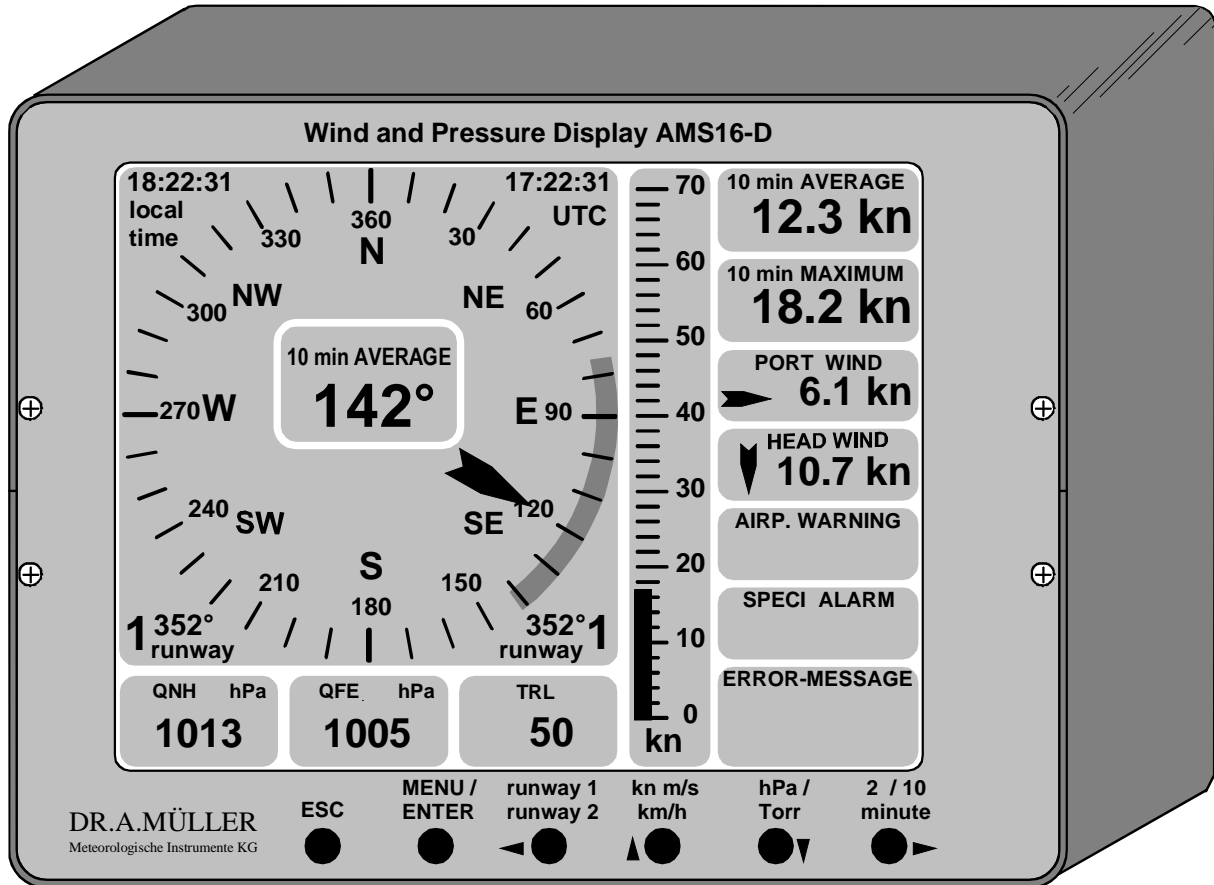 Wind and Pressure Display AMS16-D
18:22:31
local
time
17:22:31
UTC
360
N
30
NE
60
E 90
120
SE
150
S
180
210
SW
240
270 W
300
NW
330
10 min AVERAGE
142°
1 352°
runway
352° 1
runway
70
60
50
40
30
20
10
0
kn
10 min AVERAGE
12.3 kn
10 min MAXIMUM
18.2 kn
PORT WIND
6.1 kn
HEAD WIND
10.7 kn
AIRP. WARNING
SPECI ALARM
ERROR-MESSAGE
QNH hPa
1013
QFE hPa
1005
TRL
50
DR.A.MÜLLER
Meteorologische Instrumente KG
ESC
MENU /
ENTER
runway 1
runway 2
kn m/s
km/h
hPa /
Torr
2 / 10
minute